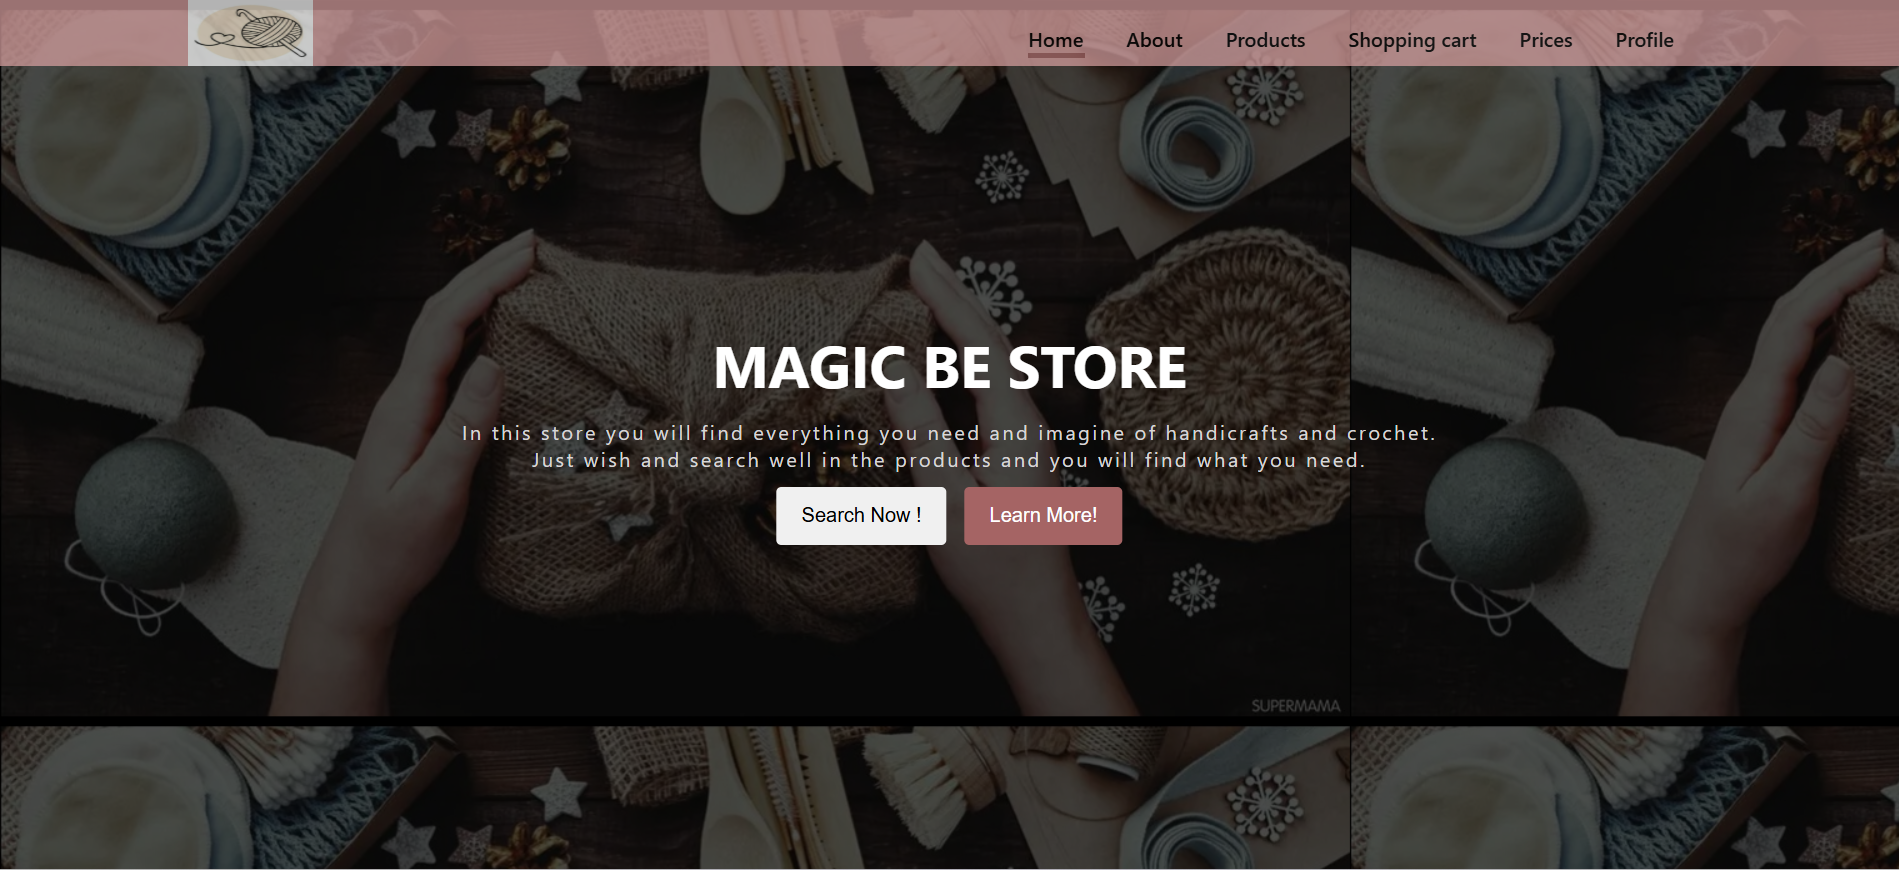 Home About Products Shopping cart Prices Profile
MAGIC BE STORE
In this store you will find everything you need and imagine of handicrafts and crochet.
Just wish and search well in the products and you will find what you need.
Search Now ! Learn More!
SUPERMAMA